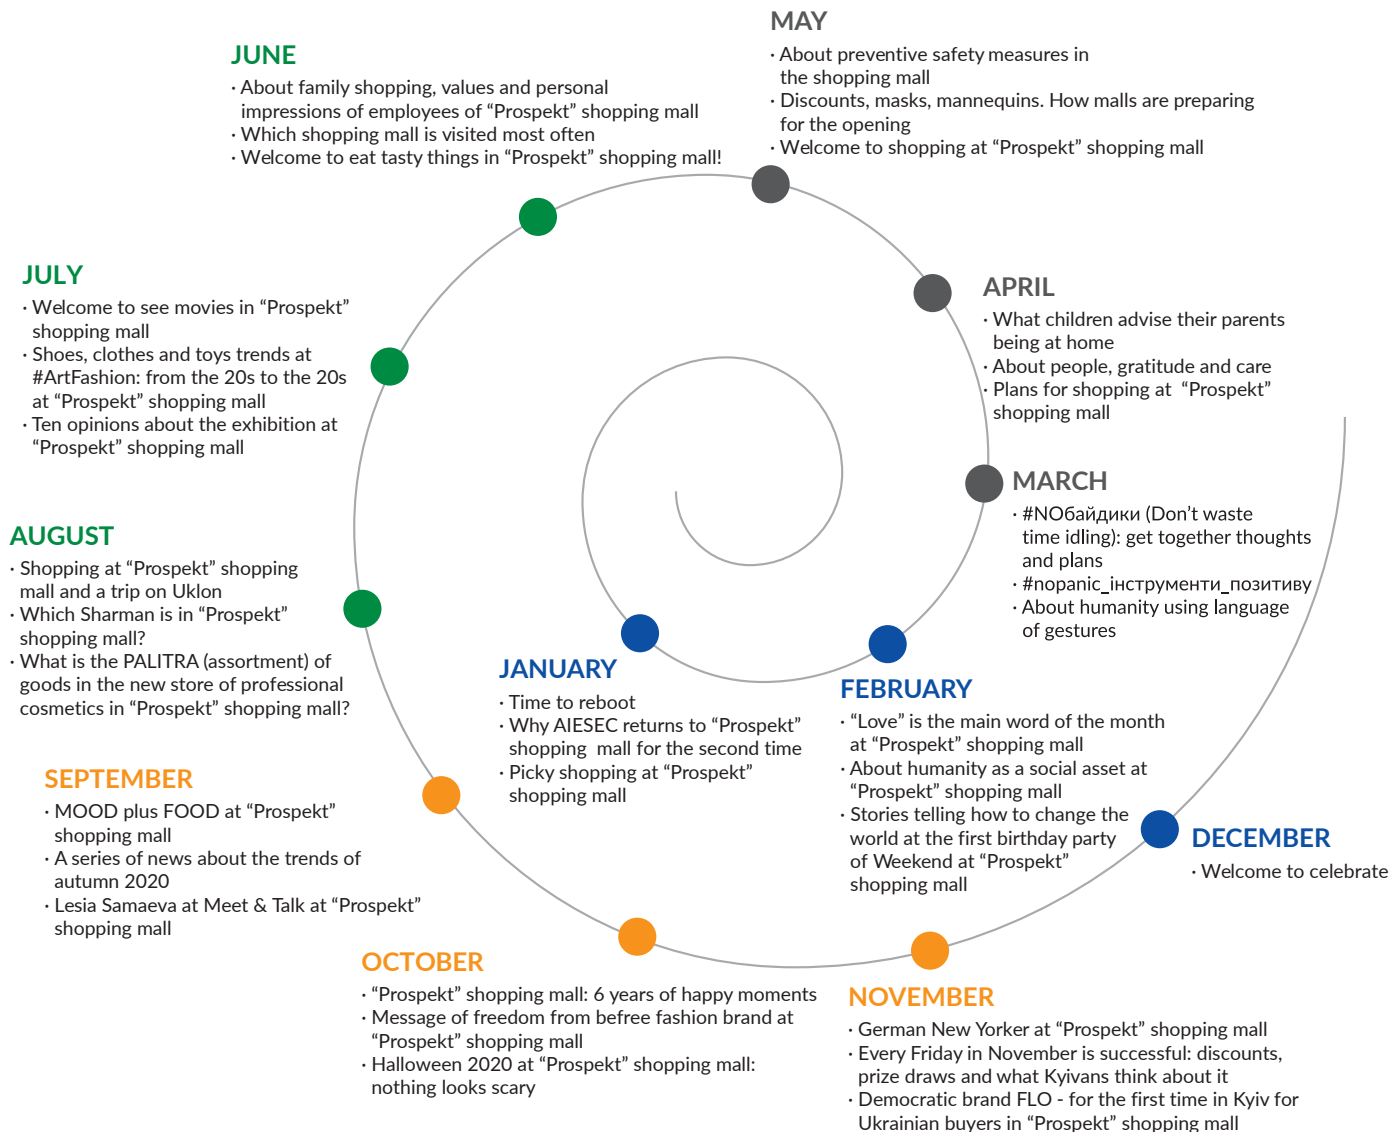 MAY
· About preventive safety measures in
the shopping mall
· Discounts, masks, mannequins. How malls are preparing
for the opening
· Welcome to shopping at “Prospekt” shopping mall
JUNE
· About family shopping, values and personal
impressions of employees of “Prospekt” shopping mall
· Which shopping mall is visited most often
· Welcome to eat tasty things in “Prospekt” shopping mall!
JULY
· Welcome to see movies in “Prospekt”
shopping mall
· Shoes, clothes and toys trends at
#ArtFashion: from the 20s to the 20s
at “Prospekt” shopping mall
· Ten opinions about the exhibition at
“Prospekt” shopping mall
APRIL
· What children advise their parents
being at home
· About people, gratitude and care
· Plans for shopping at “Prospekt”
shopping mall
MARCH
· #NOбайдики (Don’t waste
time idling): get together thoughts
and plans
· #nopanic_інструменти_позитиву
· About humanity using language
of gestures
AUGUST
· Shopping at “Prospekt” shopping
mall and a trip on Uklon
· Which Sharman is in “Prospekt”
shopping mall?
· What is the PALITRA (assortment) of
goods in the new store of professional
cosmetics in “Prospekt” shopping mall?
JANUARY
· Time to reboot
· Why AIESEC returns to “Prospekt”
shopping mall for the second time
· Picky shopping at “Prospekt”
shopping mall
FEBRUARY
· “Love” is the main word of the month
at “Prospekt” shopping mall
· About humanity as a social asset at
“Prospekt” shopping mall
· Stories telling how to change the
world at the first birthday party
of Weekend at “Prospekt”
shopping mall
SEPTEMBER
· MOOD plus FOOD at “Prospekt”
shopping mall
· A series of news about the trends of
autumn 2020
· Lesia Samaeva at Meet & Talk at “Prospekt”
shopping mall
DECEMBER
· Welcome to celebrate
OCTOBER
· “Prospekt” shopping mall: 6 years of happy moments
· Message of freedom from befree fashion brand at
“Prospekt” shopping mall
· Halloween 2020 at “Prospekt” shopping mall:
nothing looks scary
NOVEMBER
· German New Yorker at “Prospekt” shopping mall
· Every Friday in November is successful: discounts,
prize draws and what Kyivans think about it
· Democratic brand FLO - for the first time in Kyiv for
Ukrainian buyers in “Prospekt” shopping mall